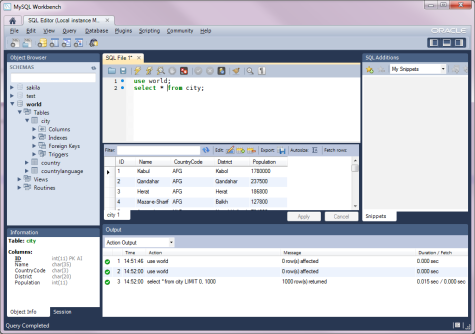 MySQL Workbench
SQL Editor (Local instance M...
File Edit View Query Database Plugins Scripting Community Help
ORACLE
Object Browser
SCHEMAS
sakila
test
world
Tables
city
Columns
Indexes
Foreign Keys
Triggers
country
countrylanguage
Views
Routines
Information
Table: city
Columns:
ID int(11) PK AI
Name char(35)
CountryCode char(3)
District char(20)
Population int(11)
Object Info Session
SQL File 1*
1 use world;
2 select * from city;
Filter: Edit: Export: Autosize: Fetch rows:
ID Name CountryCode District Population
1 Kabul AFG Kabol 1780000
2 Qandahar AFG Qandahar 237500
3 Herat AFG Herat 186800
4 Mazar-e-Sharif AFG Balkh 127800
city 1
Apply Cancel
SQL Additions
My Snippets
Snippets
Output
Action Output
Time Action Message Duration / Fetch
1 14:51:46 use world 0 row(s) affected 0.000 sec
2 14:52:00 use world 0 row(s) affected 0.000 sec
3 14:52:00 select * from city LIMIT 0, 1000 1000 row(s) returned 0.015 sec / 0.000 sec
Query Completed